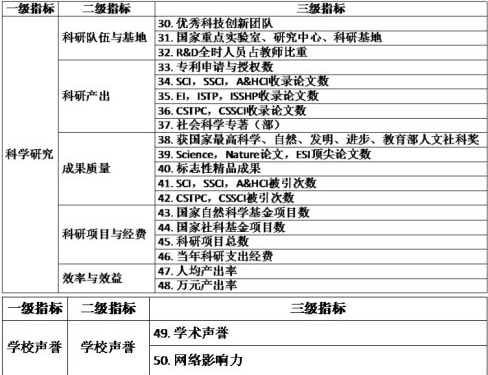 一级指标 二级指标 三级指标
科学研究
科研队伍与基地
30. 优秀科技创新团队
31. 国家重点实验室、研究中心、科研基地
32. R&D全时人员占教师比重
科研产出
33. 专利申请与授权数
34. SCI，SSCI，A&HCI收录论文数
35. EI，ISTP，ISSHP收录论文数
36. CSTPC，CSSCI收录论文数
37. 社会科学专著（部）
成果质量
38. 获国家最高科学、自然、发明、进步、教育部人文社科奖
39. Science，Nature论文，ESI顶尖论文数
40. 标志性精品成果
41. SCI，SSCI，A&HCI被引次数
42. CSTPC，CSSCI被引次数
科研项目与经费
43. 国家自然科学基金项目数
44. 国家社科基金项目数
45. 科研项目总数
46. 当年科研支出经费
效率与效益
47. 人均产出率
48. 万元产出率
一级指标 二级指标 三级指标
学校声誉 学校声誉
49. 学术声誉
50. 网络影响力